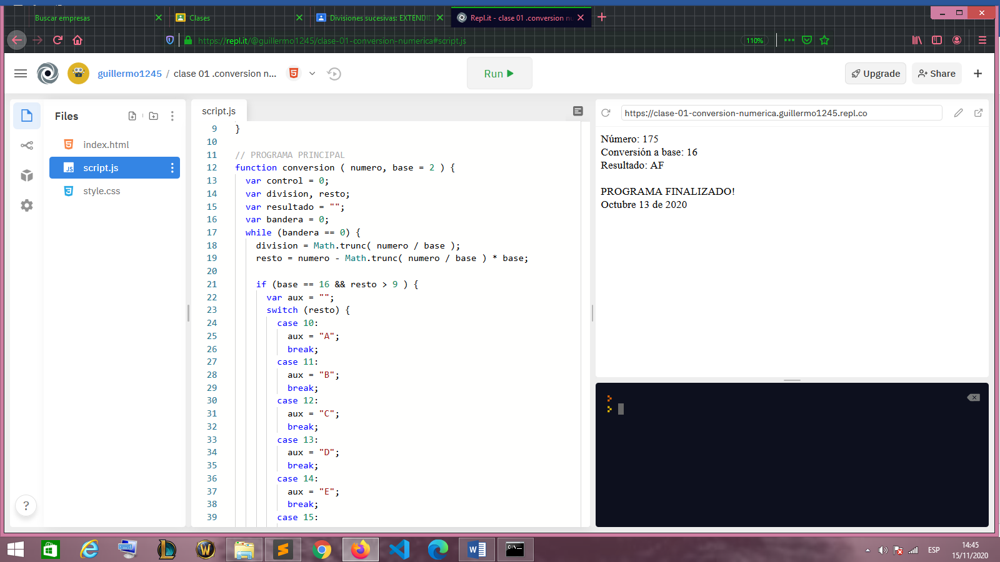 Buscar empresas
Clases
Divisiones sucesivas: EXTENDID
Repl.it - clase 01 .conversion nu
https://repl.it/@guillermo1245/clase-01-conversion-numerica#script.js
110%
guillermo1245 / clase 01 .conversion n...
Run
Upgrade
Share
Files
index.html
script.js
style.css
script.js
9 }
10
11 // PROGRAMA PRINCIPAL
12 function conversion ( numero, base = 2 ) {
13 var control = 0;
14 var division, resto;
15 var resultado = "";
16 var bandera = 0;
17 while (bandera == 0) {
18 division = Math.trunc( numero / base );
19 resto = numero - Math.trunc( numero / base ) * base;
20
21 if (base == 16 && resto > 9 ) {
22 var aux = "";
23 switch (resto) {
24 case 10:
25 aux = "A";
26 break;
27 case 11:
28 aux = "B";
29 break;
30 case 12:
31 aux = "C";
32 break;
33 case 13:
34 aux = "D";
35 break;
36 case 14:
37 aux = "E";
38 break;
39 case 15:
https://clase-01-conversion-numerica.guillermo1245.repl.co
Número: 175
Conversión a base: 16
Resultado: AF
PROGRAMA FINALIZADO!
Octubre 13 de 2020
>
>
?
ESP
14:45
15/11/2020